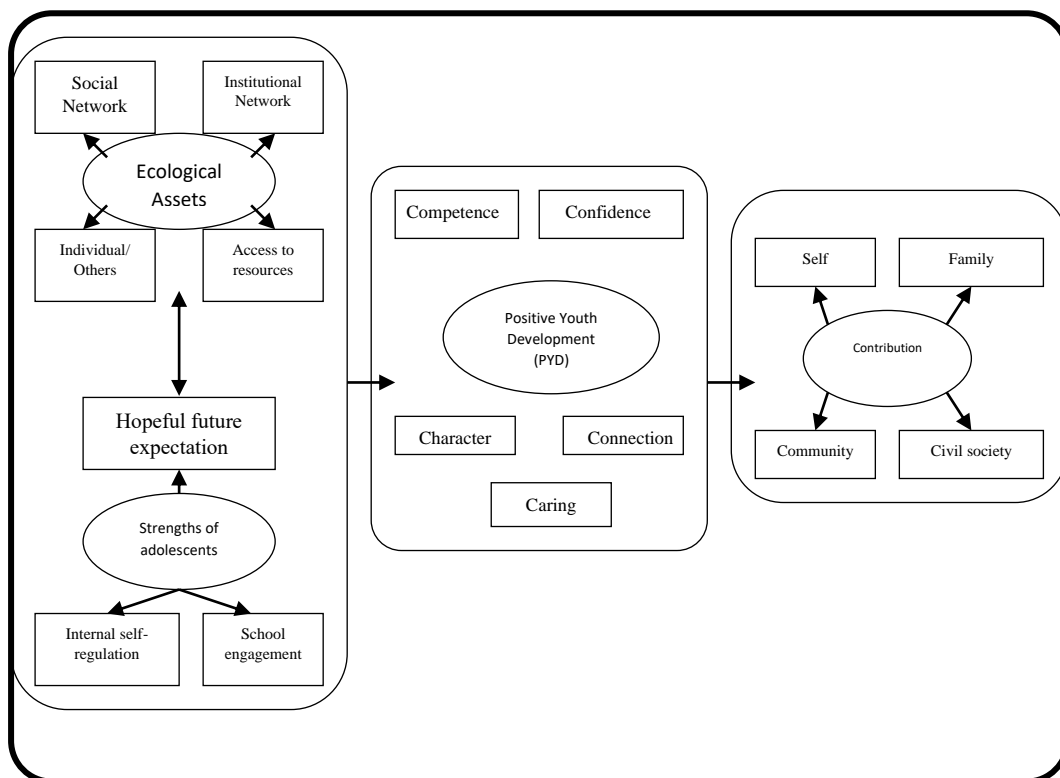 Social
Network
Institutional
Network
Ecological
Assets
Individual/
Others
Access to
resources
Hopeful future
expectation
Strengths of
adolescents
Internal self-
regulation
School
engagement
Competence
Confidence
Positive Youth
Development
(PYD)
Character
Connection
Caring
Self
Family
Contribution
Community
Civil society